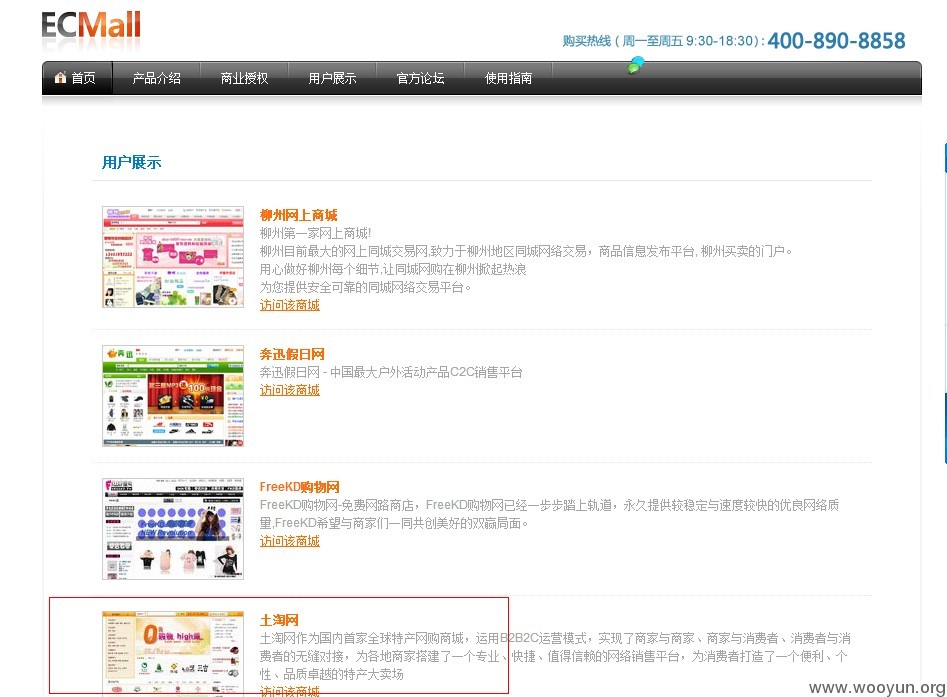 ECMall
购买热线 ( 周一至周五 9:30-18:30) : 400-890-8858
首页 产品介绍 商业授权 用户展示 官方论坛 使用指南
用户展示
柳州网上商城
柳州第一家网上商城!
柳州目前最大的网上同城交易网,致力于柳州地区同城网络交易，商品信息发布平台, 柳州买卖的门户。
用心做好柳州每个细节,让同城网购在柳州掀起热浪
为您提供安全可靠的同城网络交易平台。
访问该商城
奔迅假日网
奔迅假日网 - 中国最大户外活动产品C2C销售平台
访问该商城
FreeKD购物网
FreeKD购物网-免费网路商店，FreeKD购物网已经一步步踏上轨道，永久提供较稳定与速度较快的优良网络质
量,FreeKD希望与商家们一同共创美好的双赢局面。
访问该商城
土淘网
土淘网作为国内首家全球特产网购商城，运用B2B2C运营模式，实现了商家与商家、商家与消费者、消费者与消
费者的无缝对接，为各地商家搭建了一个专业、快捷、值得信赖的网络销售平台，为消费者打造了一个便利、个
性、品质卓越的特产大卖场
访问该商城
www.wooyun.org